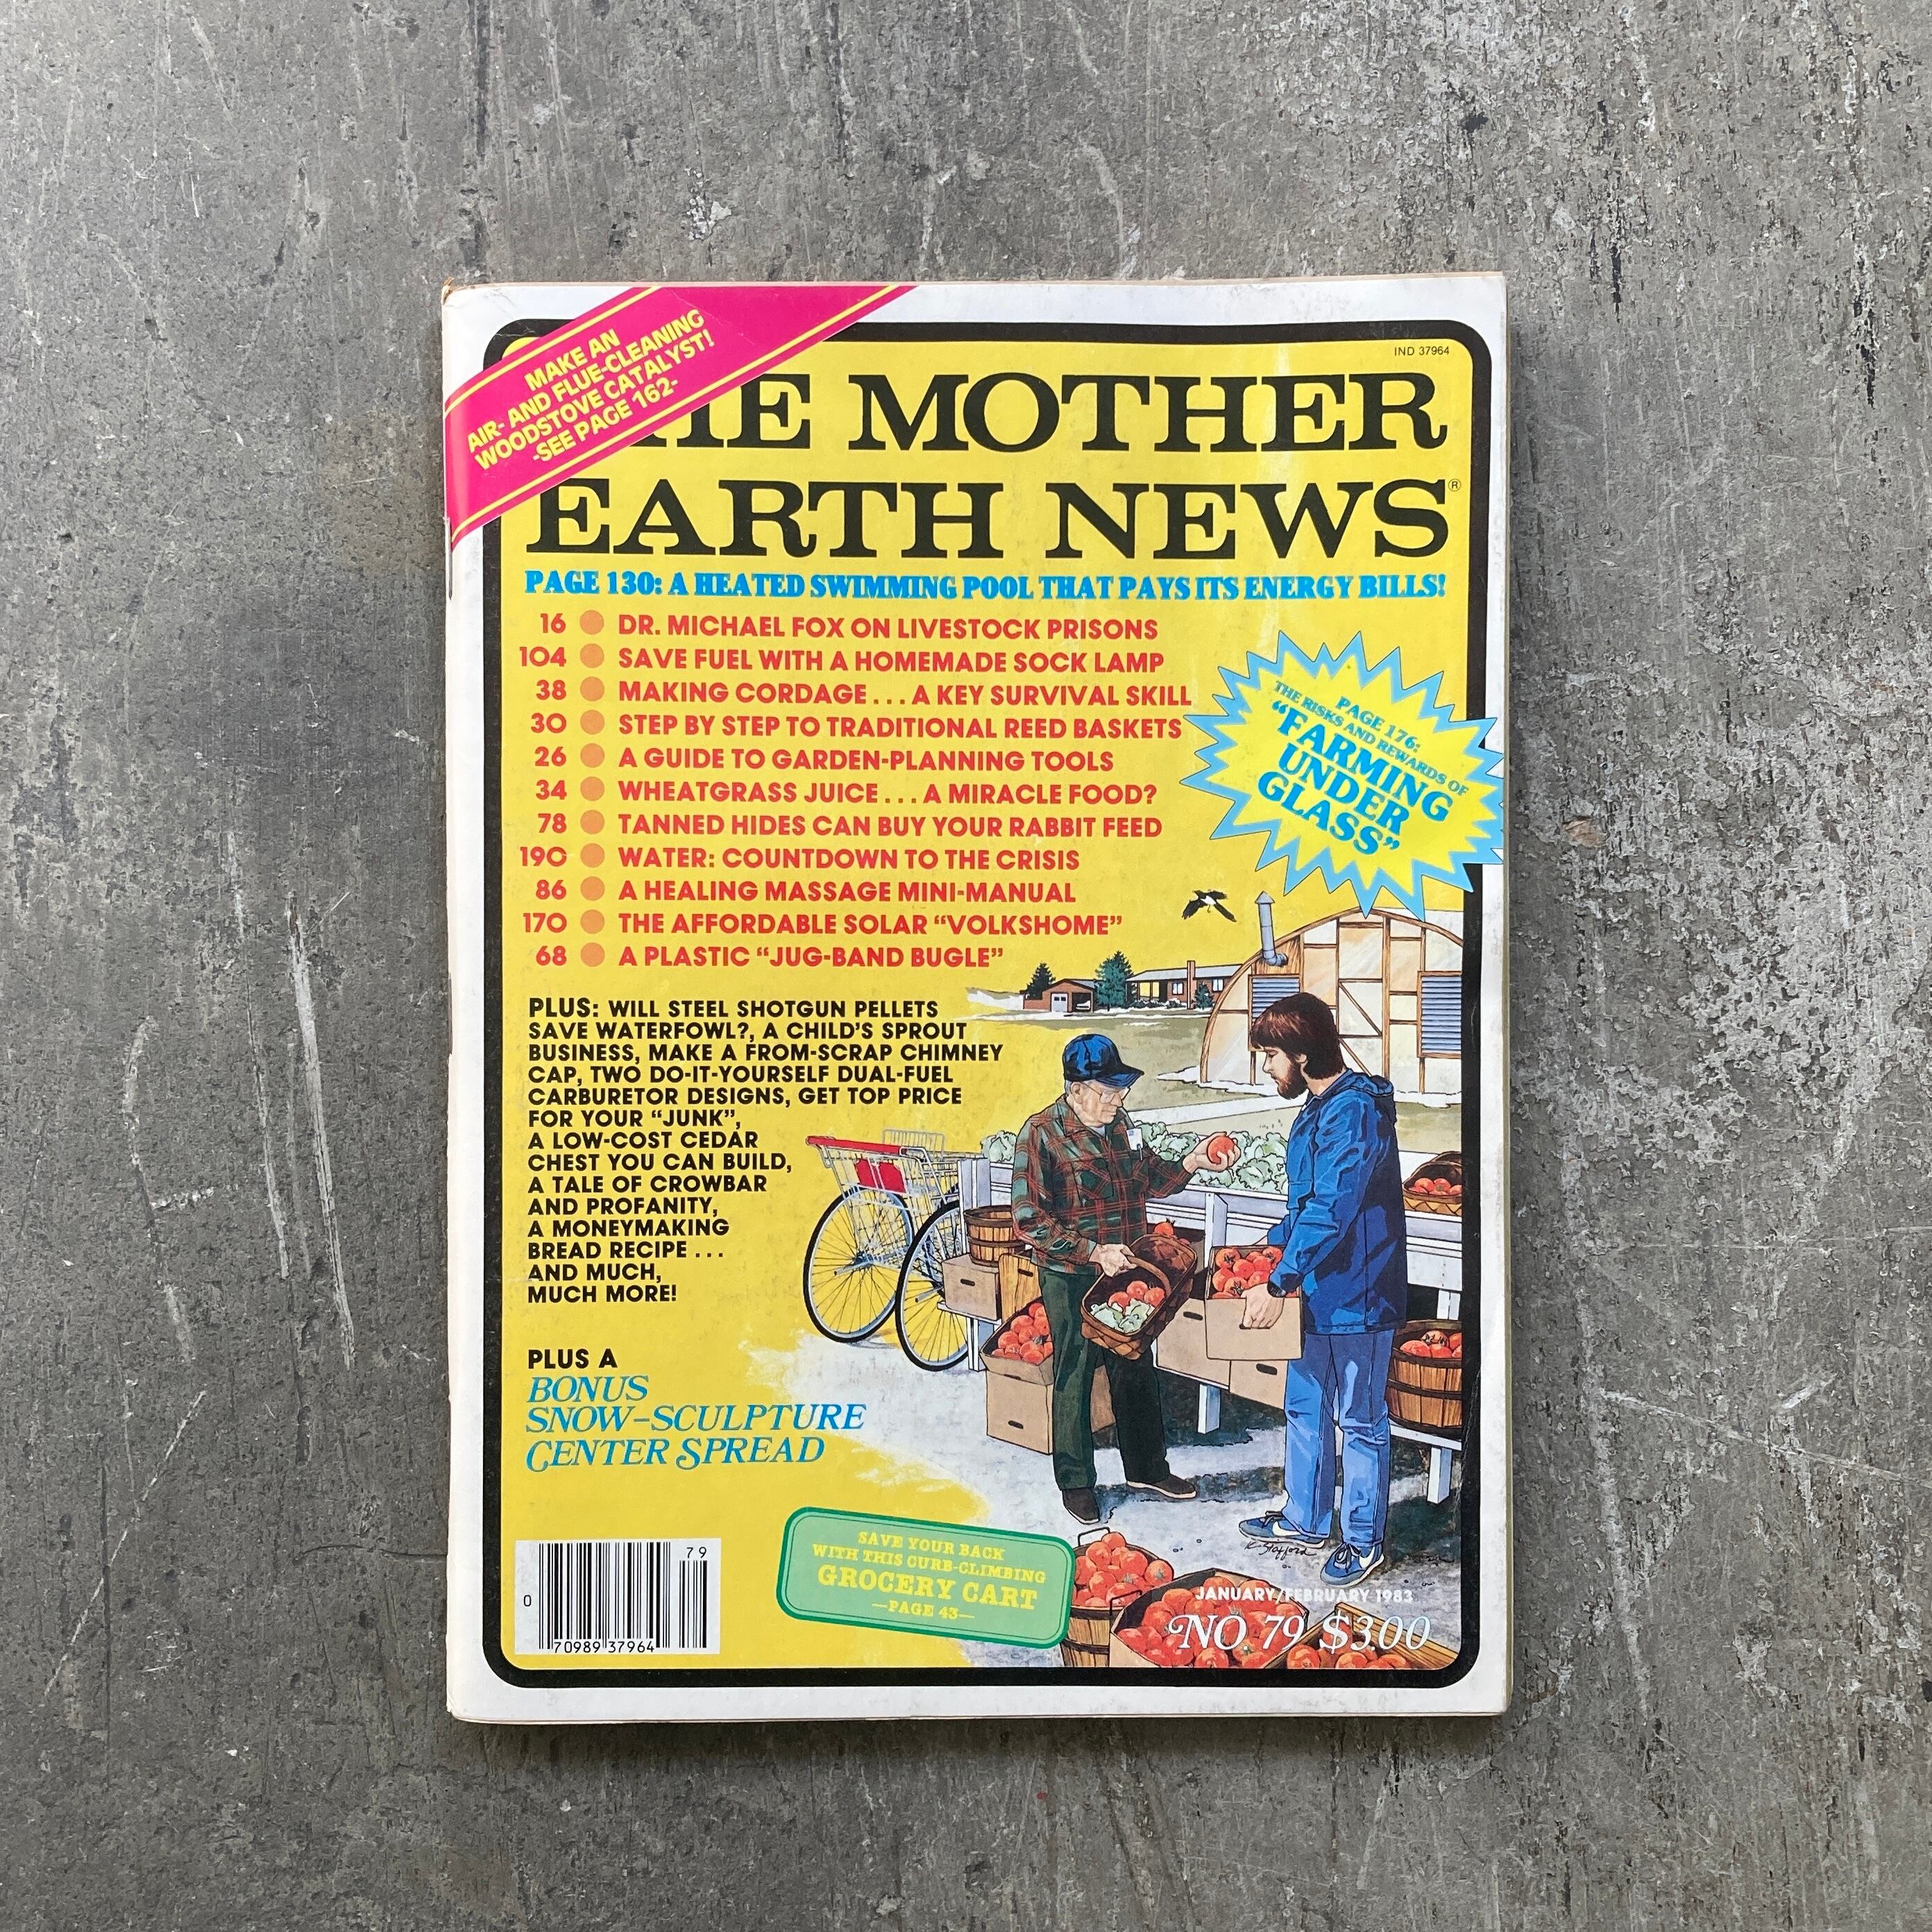 MAKE AN
AIR- AND FLUE-CLEANING
WOODSTOVE CATALYST!
-SEE PAGE 162-
IND 37964
HE MOTHER
EARTH NEWS®
PAGE 130: A HEATED SWIMMING POOL THAT PAYS ITS ENERGY BILLS!
16 DR. MICHAEL FOX ON LIVESTOCK PRISONS
104 SAVE FUEL WITH A HOMEMADE SOCK LAMP
38 MAKING CORDAGE...A KEY SURVIVAL SKILL
30 STEP BY STEP TO TRADITIONAL REED BASKETS
26 A GUIDE TO GARDEN-PLANNING TOOLS
34 WHEATGRASS JUICE...A MIRACLE FOOD?
78 TANNED HIDES CAN BUY YOUR RABBIT FEED
190 WATER: COUNTDOWN TO THE CRISIS
86 A HEALING MASSAGE MINI-MANUAL
170 THE AFFORDABLE SOLAR “VOLKSHOME”
68 A PLASTIC “JUG-BAND BUGLE”
PAGE 176:
THE RISKS AND REWARDS OF
“FARMING
UNDER
GLASS”
PLUS: WILL STEEL SHOTGUN PELLETS
SAVE WATERFOWL?, A CHILD'S SPROUT
BUSINESS, MAKE A FROM-SCRAP CHIMNEY
CAP, TWO DO-IT-YOURSELF DUAL-FUEL
CARBURETOR DESIGNS, GET TOP PRICE
FOR YOUR “JUNK”,
A LOW-COST CEDAR
CHEST YOU CAN BUILD,
A TALE OF CROWBAR
AND PROFANITY,
A MONEYMAKING
BREAD RECIPE...
AND MUCH,
MUCH MORE!
PLUS A
BONUS
SNOW-SCULPTURE
CENTER SPREAD
SAVE YOUR BACK
WITH THIS CURB-CLIMBING
GROCERY CART
—PAGE 43—
K. Stafford
JANUARY/FEBRUARY 1983
NO. 79 $3.00
79
0
70989 37964